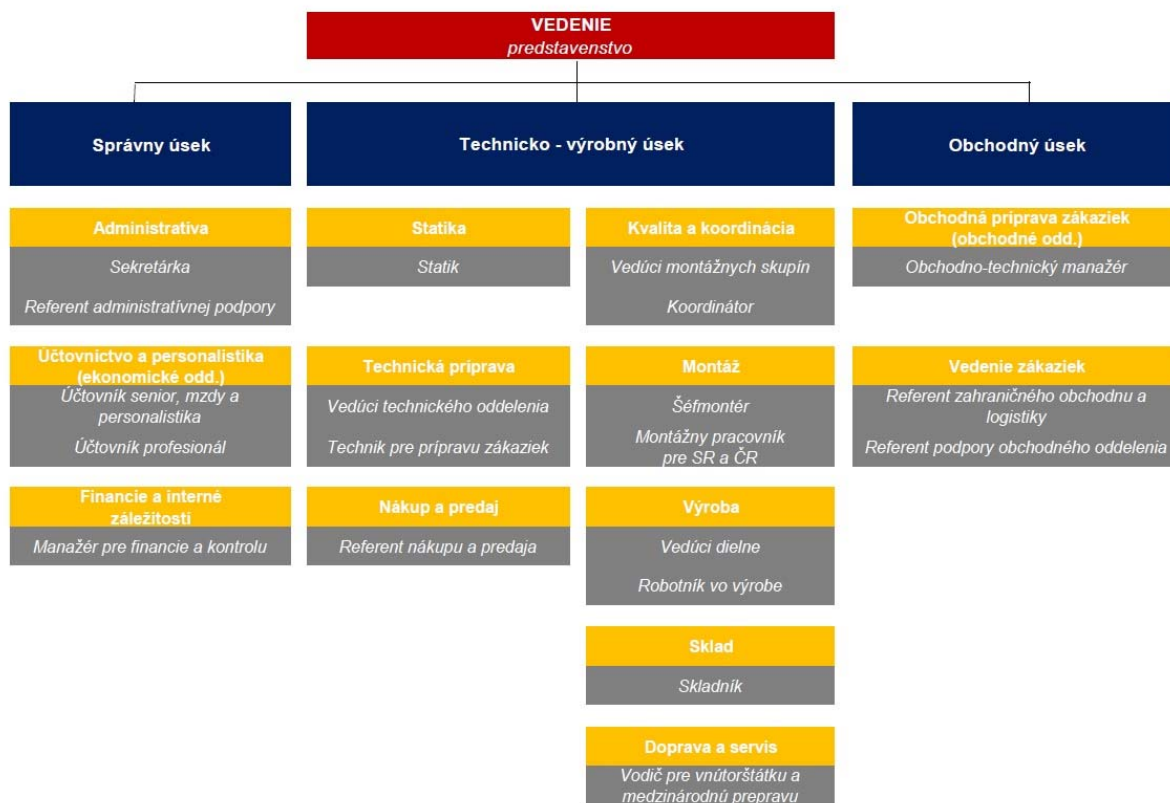 VEDENIE
predstavenstvo
Správny úsek
Technicko - výrobný úsek
Obchodný úsek
Administratíva
Sekretárka
Referent administratívnej podpory
Účtovníctvo a personalistika
(ekonomické odd.)
Účtovník senior, mzdy a
personalistika
Účtovník profesionál
Financie a interné
záležitosti
Manažér pre financie a kontrolu
Statika
Statik
Technická príprava
Vedúci technického oddelenia
Technik pre prípravu zákaziek
Nákup a predaj
Referent nákupu a predaja
Kvalita a koordinácia
Vedúci montážnych skupín
Koordinátor
Montáž
Šéfmontér
Montážny pracovník
pre SR a ČR
Výroba
Vedúci dielne
Robotník vo výrobe
Sklad
Skladník
Doprava a servis
Vodič pre vnútorštátku a
medzinárodnú prepravu
Obchodná príprava zákaziek
(obchodné odd.)
Obchodno-technický manažér
Vedenie zákaziek
Referent zahraničného obchodnu a
logistiky
Referent podpory obchodného oddelenia